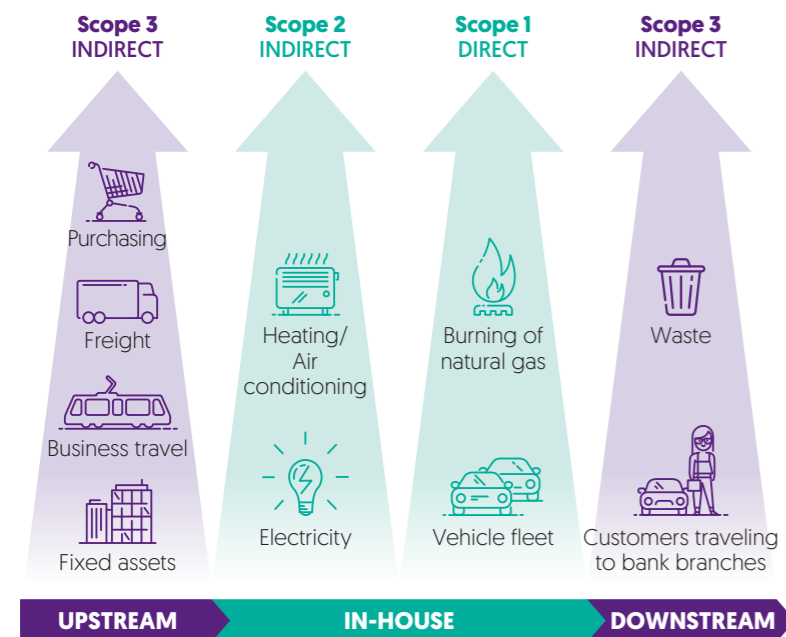 Scope 3
INDIRECT
Purchasing
Freight
Business travel
Fixed assets
Scope 2
INDIRECT
Heating/
Air
conditioning
Electricity
Scope 1
DIRECT
Burning of
natural gas
Vehicle fleet
Scope 3
INDIRECT
Waste
Customers traveling
to bank branches
UPSTREAM
IN-HOUSE
DOWNSTREAM